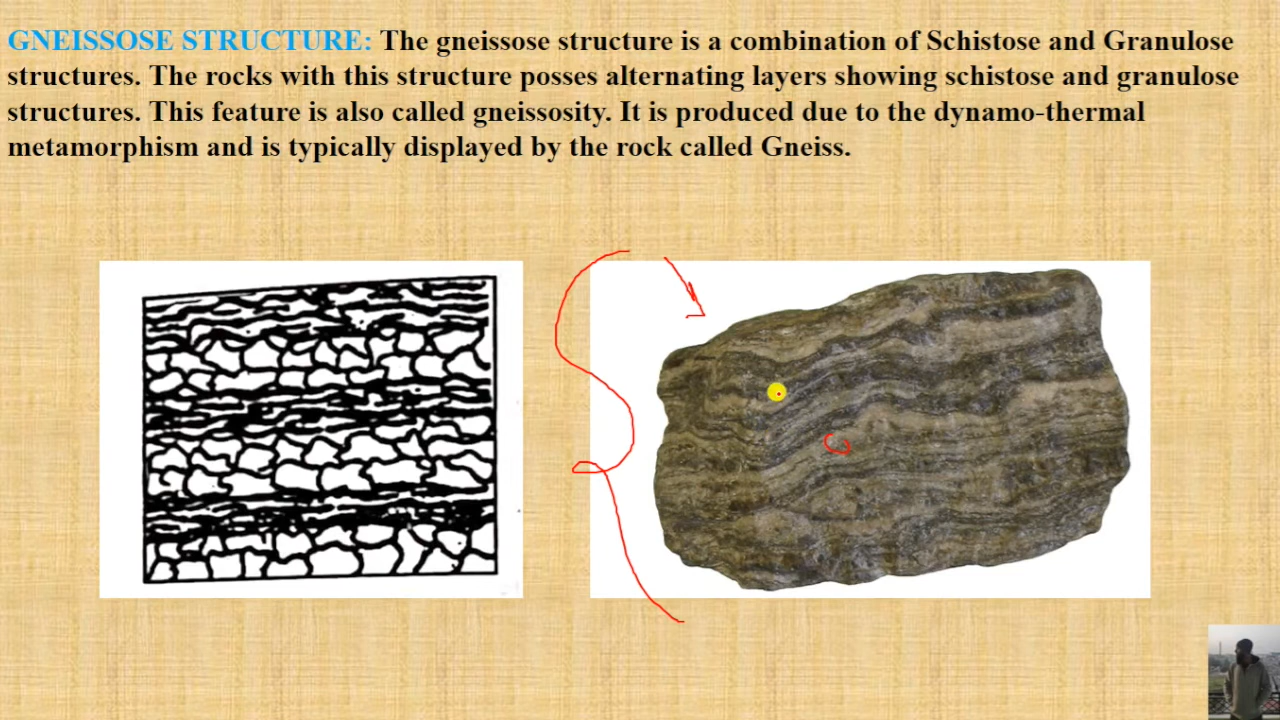 GNEISSOSE STRUCTURE: The gneissose structure is a combination of Schistose and Granulose
structures. The rocks with this structure posses alternating layers showing schistose and granulose
structures. This feature is also called gneissosity. It is produced due to the dynamo-thermal
metamorphism and is typically displayed by the rock called Gneiss.